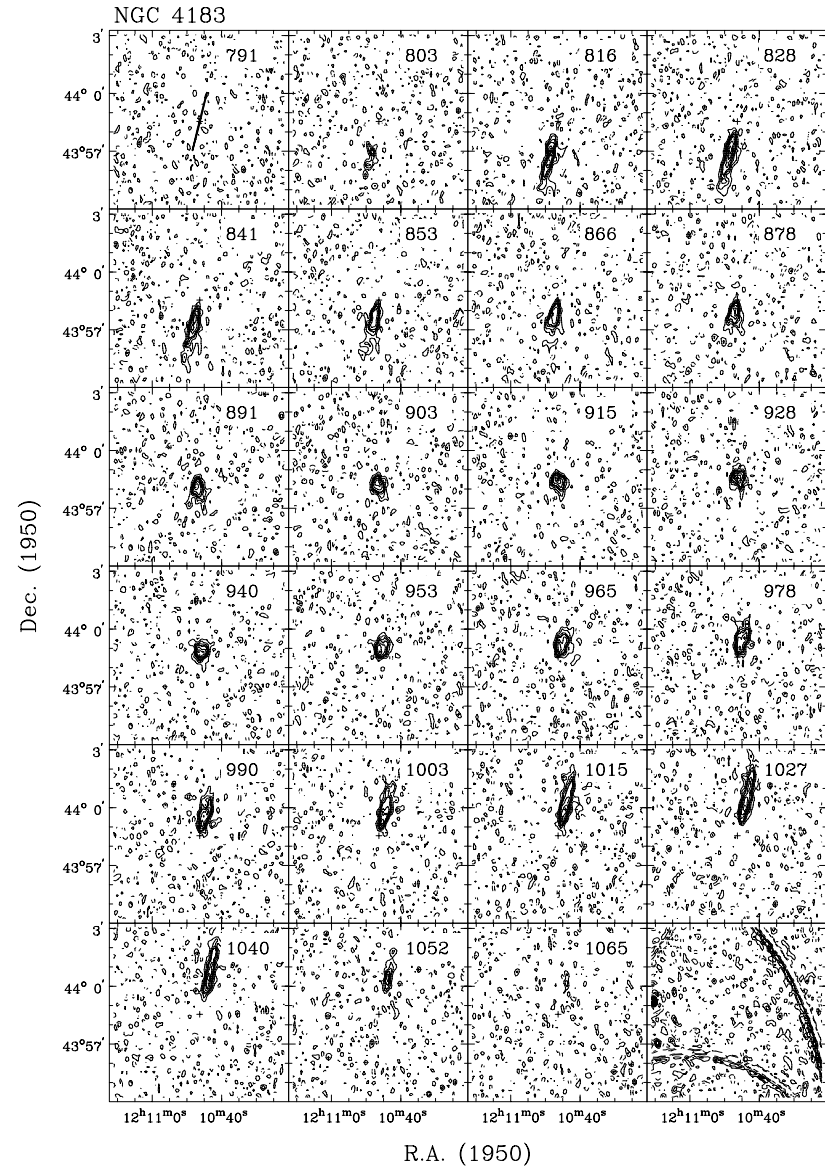 NGC 4183
3′ 791 803 816 828
44° 0′
43°57′
3′ 841 853 866 878
44° 0′
43°57′
3′ 891 903 915 928
44° 0′
43°57′
3′ 940 953 965 978
44° 0′
43°57′
3′ 990 1003 1015 1027
44° 0′
43°57′
3′ 1040 1052 1065
44° 0′
43°57′
Dec. (1950)
12ʰ11ᵐ0ˢ 10ᵐ40ˢ 12ʰ11ᵐ0ˢ 10ᵐ40ˢ 12ʰ11ᵐ0ˢ 10ᵐ40ˢ 12ʰ11ᵐ0ˢ 10ᵐ40ˢ
R.A. (1950)